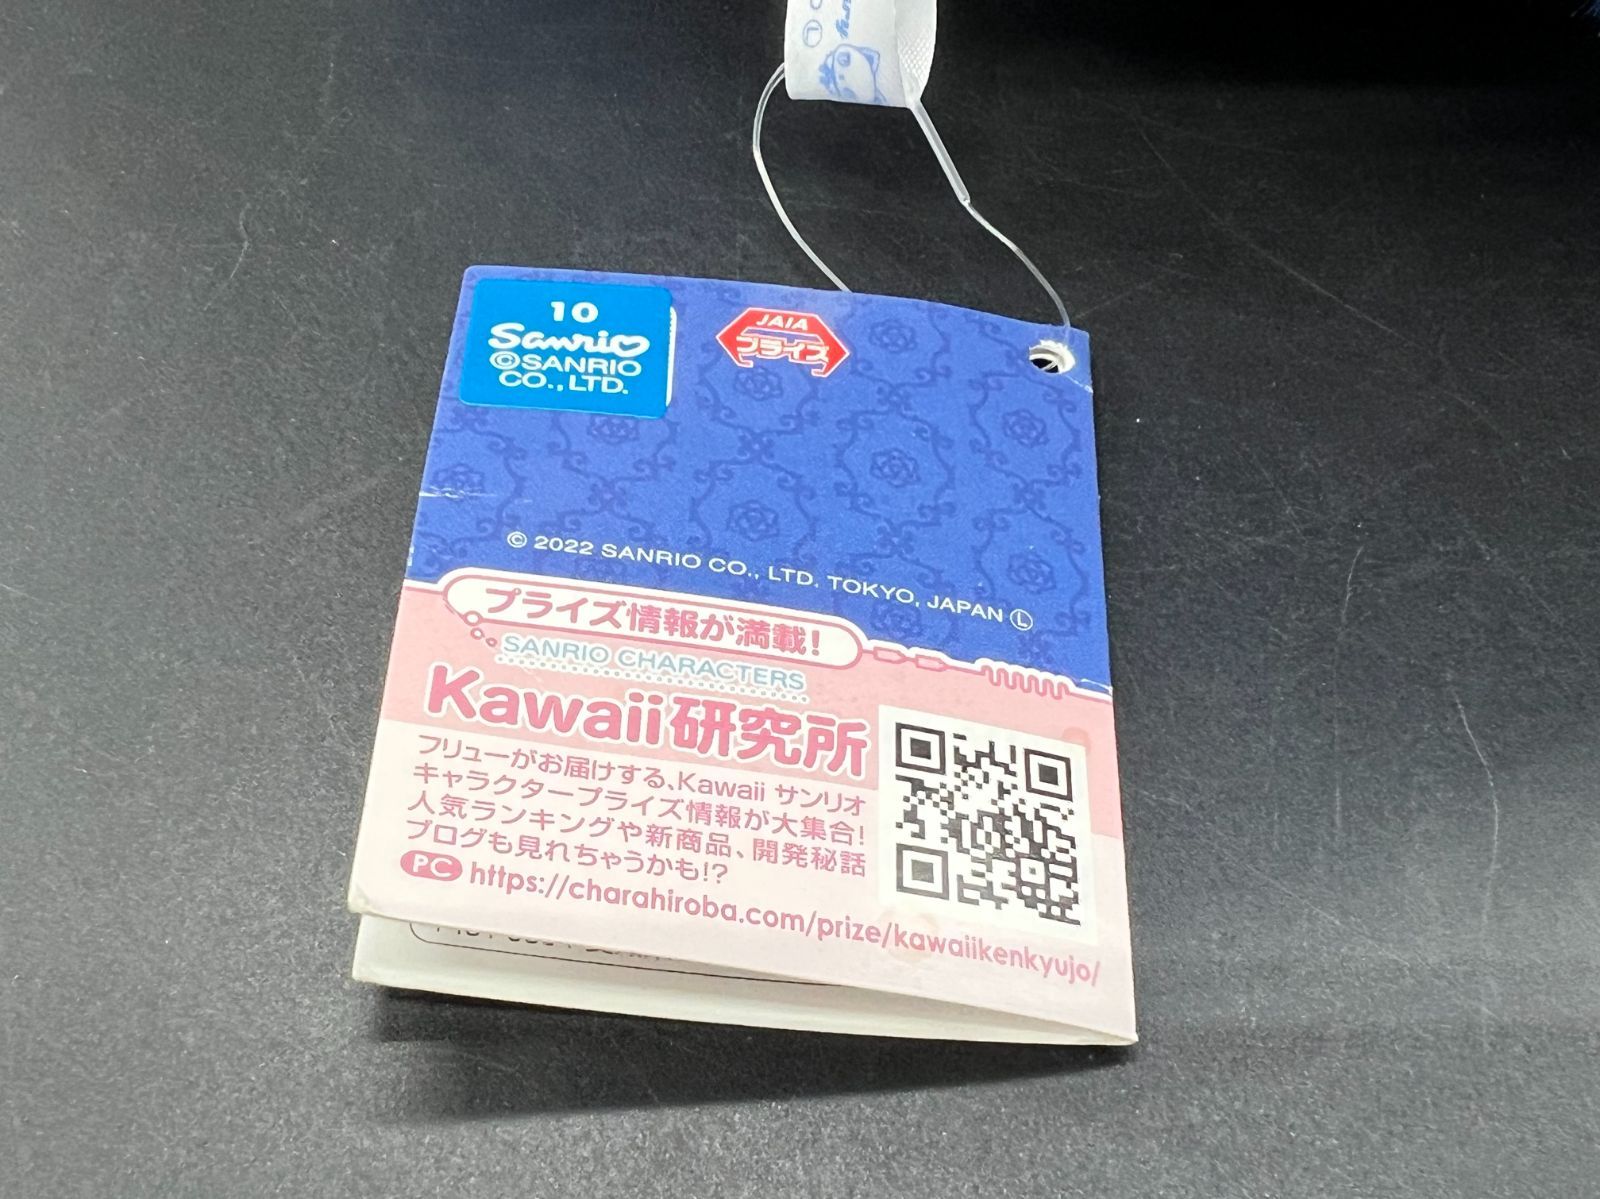 10
Sanrio
©SANRIO
CO.,LTD.
JAIA
プライズ
© 2022 SANRIO CO., LTD. TOKYO, JAPAN Ⓛ
プライズ情報が満載!
SANRIO CHARACTERS
Kawaii研究所
フリューがお届けする、Kawaii サンリオ
キャラクタープライズ情報が大集合!
人気ランキングや新商品、開発秘話
ブログも見れちゃうかも!?
PC https://charahiroba.com/prize/kawaiikenkyujo/